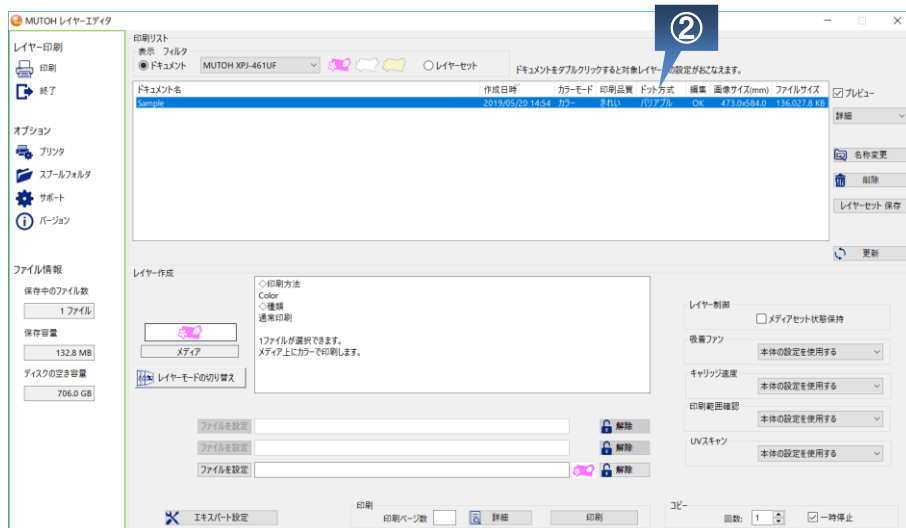 MUTOH レイヤーエディタ
②
レイヤー印刷
印刷
終了
オプション
プリンタ
スプールフォルダ
サポート
バージョン
ファイル情報
保存中のファイル数
1 ファイル
保存容量
132.8 MB
ディスクの空き容量
706.0 GB
印刷リスト
表示 フィルタ
ドキュメント MUTOH XPJ-461UF レイヤーセット
ドキュメントをダブルクリックすると対象レイヤーの設定がおこなえます。
ドキュメント名 作成日時 カラーモード 印刷品質 ドット方式 編集 画像サイズ(mm) ファイルサイズ
Sample 2019/05/20 14:54 カラー きれい バリアブル OK 473.0x584.0 136,027.8 KB
プレビュー
詳細
名称変更
削除
レイヤーセット 保存
更新
レイヤー作成
メディア
レイヤーモードの切り替え
◇印刷方法
Color
◇種類
通常印刷
1ファイルが選択できます。
メディア上にカラーで印刷します。
レイヤー制御
メディアセット状態保持
吸着ファン
本体の設定を使用する
キャリッジ速度
本体の設定を使用する
印刷範囲確認
本体の設定を使用する
UVスキャン
本体の設定を使用する
ファイルを設定 解除
ファイルを設定 解除
ファイルを設定 解除
エキスパート設定
印刷
印刷ページ数 詳細 印刷
コピー
回数: 1 一時停止